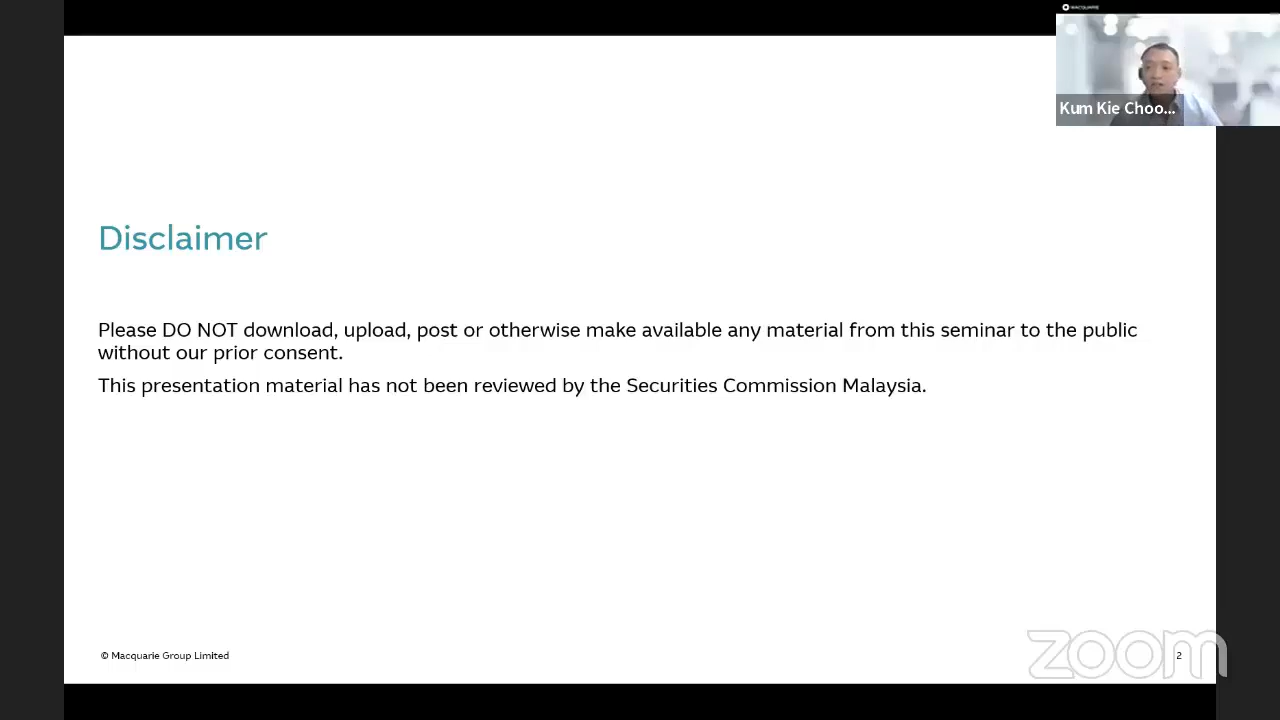 MACQUARIE
Kum Kie Choo...
Disclaimer
Please DO NOT download, upload, post or otherwise make available any material from this seminar to the public
without our prior consent.
This presentation material has not been reviewed by the Securities Commission Malaysia.
© Macquarie Group Limited
zoom
2